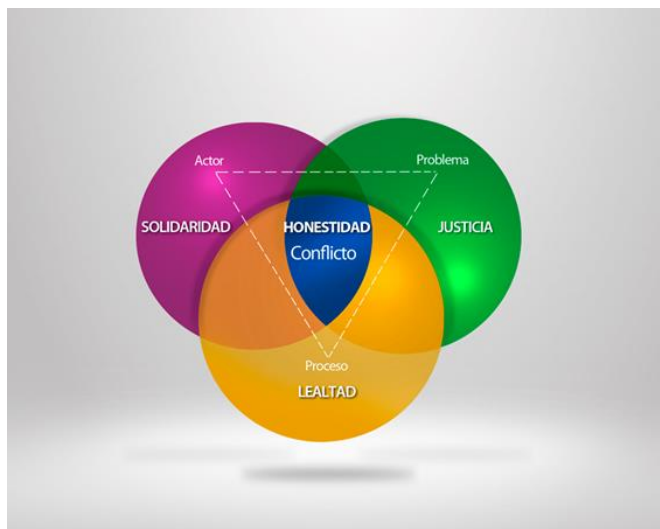 Actor
Problema
SOLIDARIDAD
HONESTIDAD
JUSTICIA
Conflicto
Proceso
LEALTAD